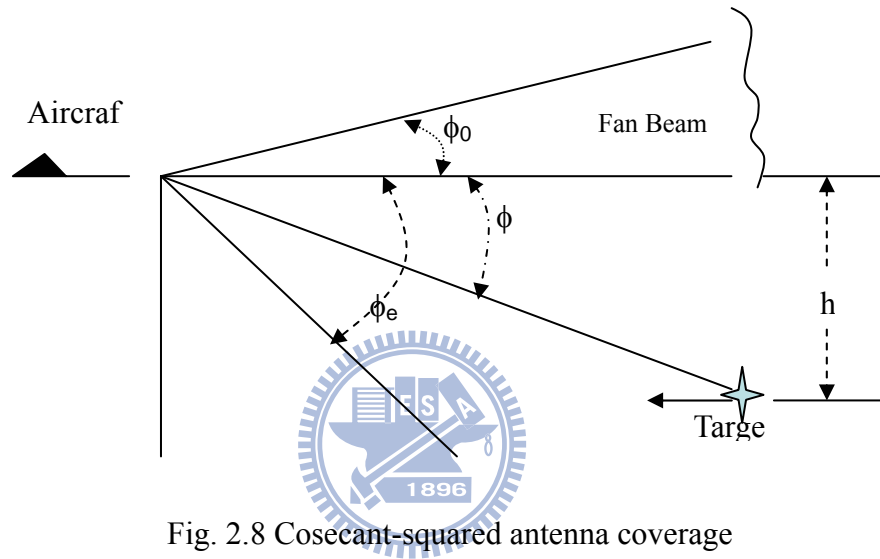 Aircraf
ϕ0
Fan Beam
ϕ
ϕe
h
Targe
E S A
1896
Fig. 2.8 Cosecant-squared antenna coverage